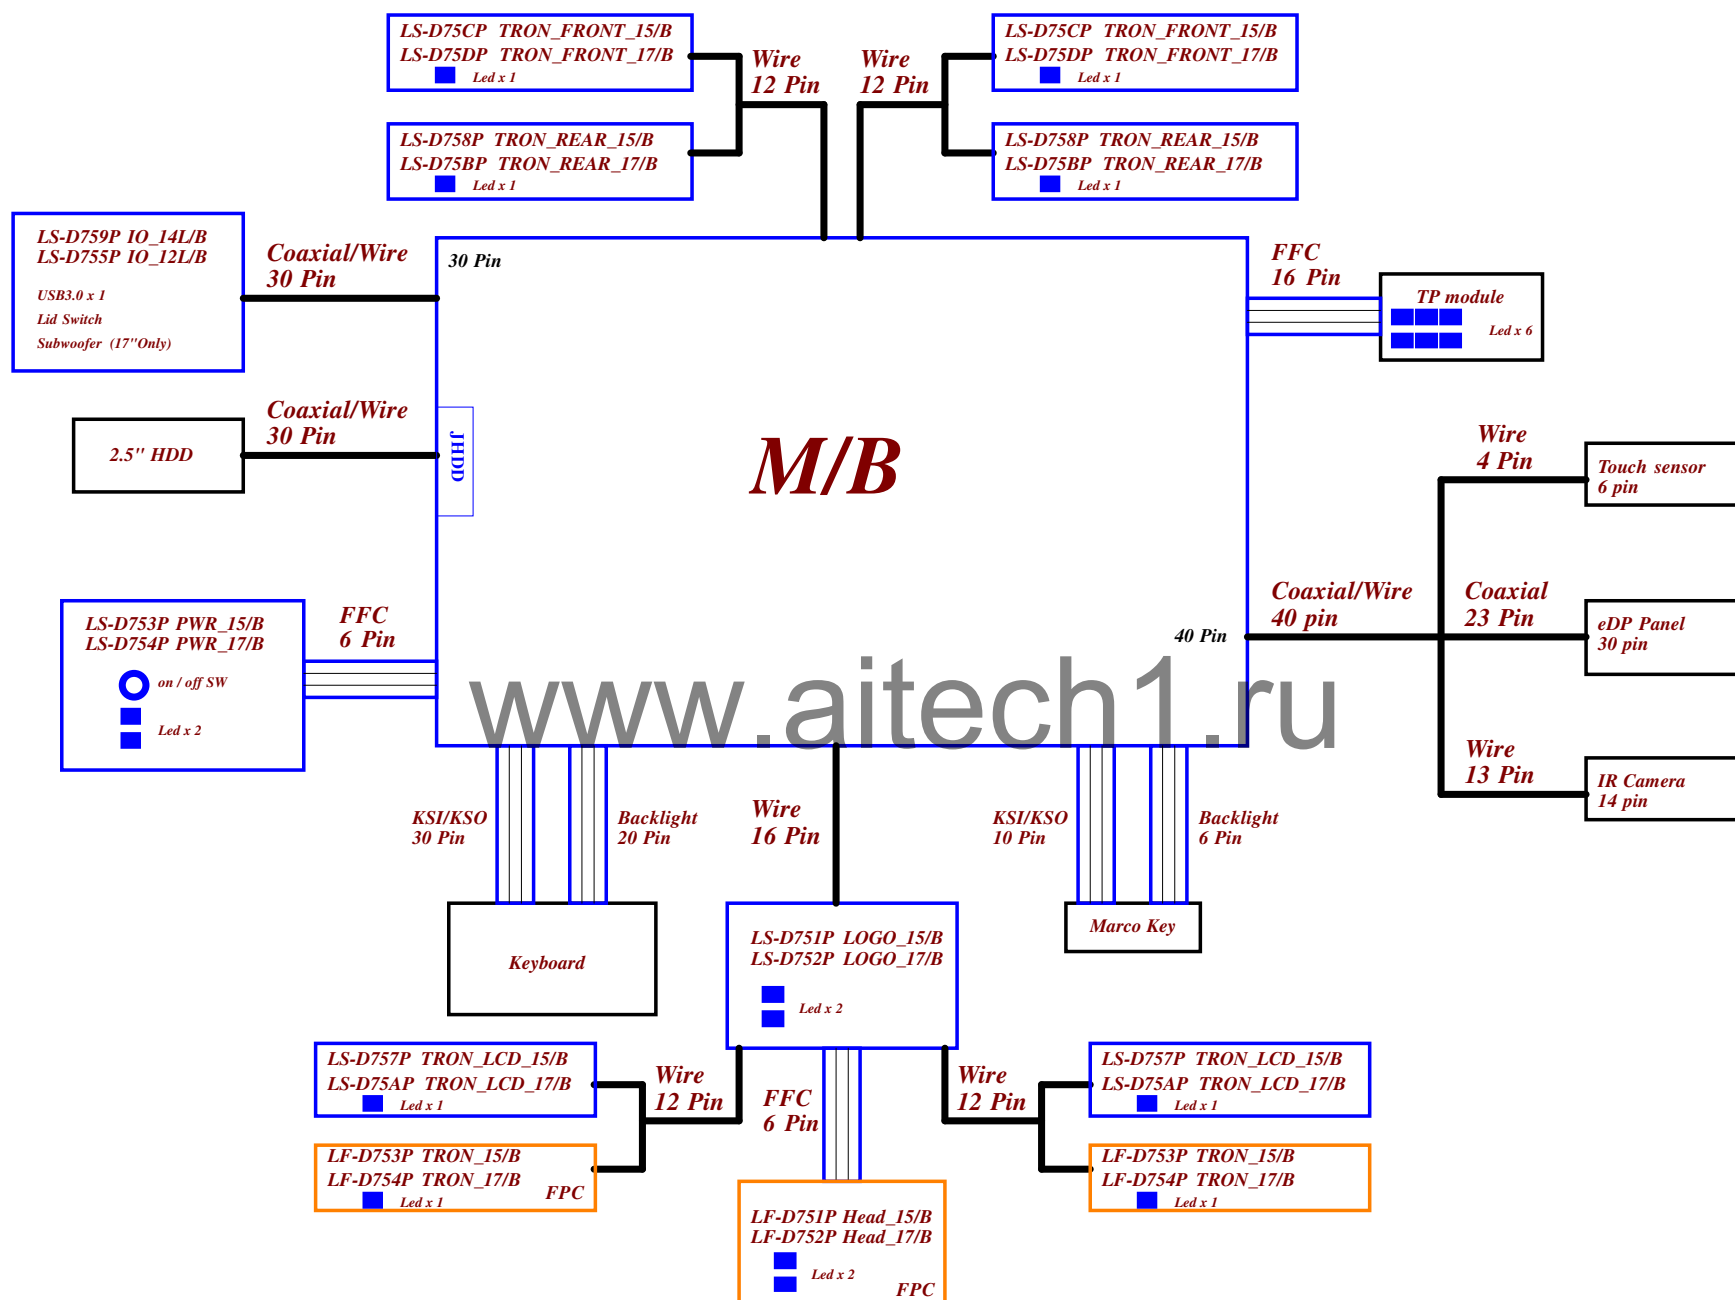 LS-D75CP TRON_FRONT_15/B
LS-D75DP TRON_FRONT_17/B
Led x 1
Wire
12 Pin
Wire
12 Pin
LS-D75CP TRON_FRONT_15/B
LS-D75DP TRON_FRONT_17/B
Led x 1
LS-D758P TRON_REAR_15/B
LS-D75BP TRON_REAR_17/B
Led x 1
LS-D758P TRON_REAR_15/B
LS-D75BP TRON_REAR_17/B
Led x 1
LS-D759P IO_14L/B
LS-D755P IO_12L/B
USB3.0 x 1
Lid Switch
Subwoofer (17"Only)
Coaxial/Wire
30 Pin
30 Pin
FFC
16 Pin
TP module
Led x 6
2.5" HDD
Coaxial/Wire
30 Pin
JHDD
M/B
Wire
4 Pin
Touch sensor
6 pin
LS-D753P PWR_15/B
LS-D754P PWR_17/B
on / off SW
Led x 2
FFC
6 Pin
40 Pin
Coaxial/Wire
40 pin
Coaxial
23 Pin
eDP Panel
30 pin
www.aitech1.ru
Wire
13 Pin
IR Camera
14 pin
KSI/KSO
30 Pin
Backlight
20 Pin
Wire
16 Pin
KSI/KSO
10 Pin
Backlight
6 Pin
Keyboard
LS-D751P LOGO_15/B
LS-D752P LOGO_17/B
Led x 2
Marco Key
LS-D757P TRON_LCD_15/B
LS-D75AP TRON_LCD_17/B
Led x 1
Wire
12 Pin
FFC
6 Pin
Wire
12 Pin
LS-D757P TRON_LCD_15/B
LS-D75AP TRON_LCD_17/B
Led x 1
LF-D753P TRON_15/B
LF-D754P TRON_17/B
Led x 1
FPC
LF-D753P TRON_15/B
LF-D754P TRON_17/B
Led x 1
LF-D751P Head_15/B
LF-D752P Head_17/B
Led x 2
FPC